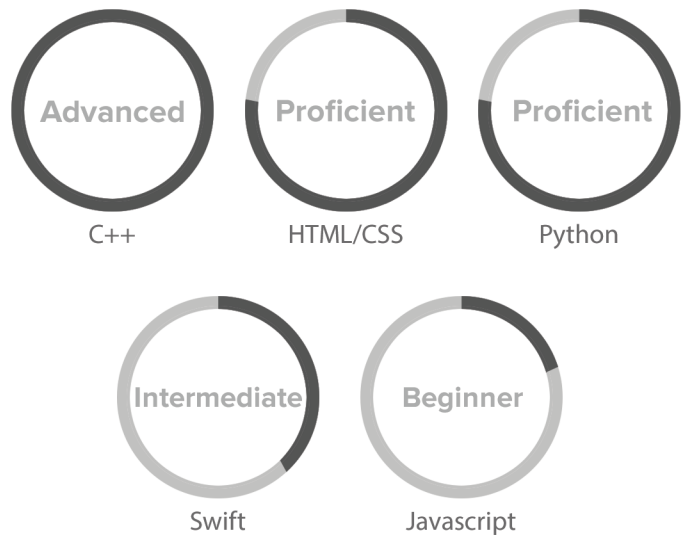 Advanced
Proficient
Proficient
C++
HTML/CSS
Python
Intermediate
Beginner
Swift
Javascript